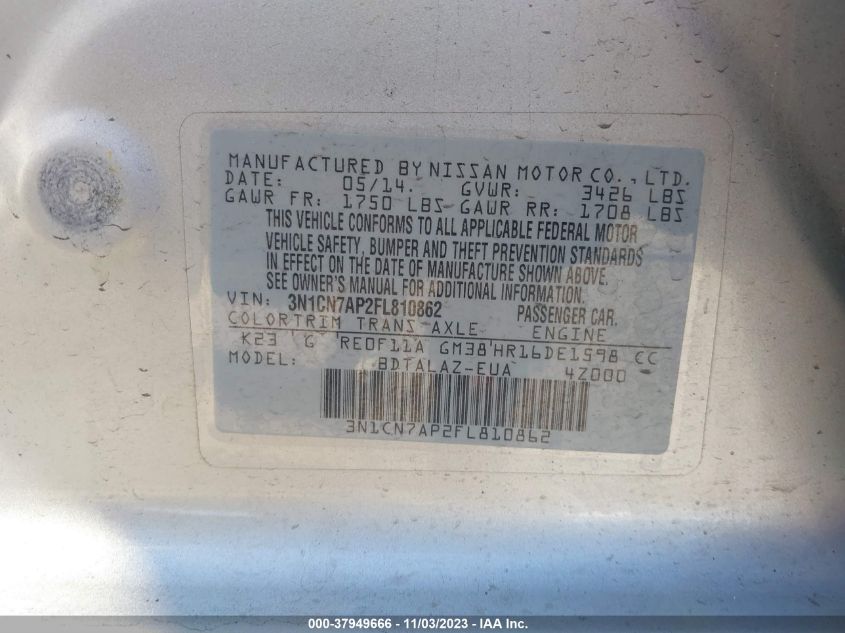 MANUFACTURED BY NISSAN MOTOR CO., LTD.
DATE: 05/14. GVWR: 3426 LBS
GAWR FR: 1750 LBS GAWR RR: 1708 LBS
THIS VEHICLE CONFORMS TO ALL APPLICABLE FEDERAL MOTOR
VEHICLE SAFETY, BUMPER AND THEFT PREVENTION STANDARDS
IN EFFECT ON THE DATE OF MANUFACTURE SHOWN ABOVE.
SEE OWNER'S MANUAL FOR ADDITIONAL INFORMATION.
VIN: 3N1CN7AP2FL810862 PASSENGER CAR.
COLOR TRIM TRANS AXLE ENGINE
K23 G RE0F11A GM38 HR16DE1598 CC
MODEL: BDTALAZ-EUA 4Z000
3N1CN7AP2FL810862
000-37949666 - 11/03/2023 - IAA Inc.